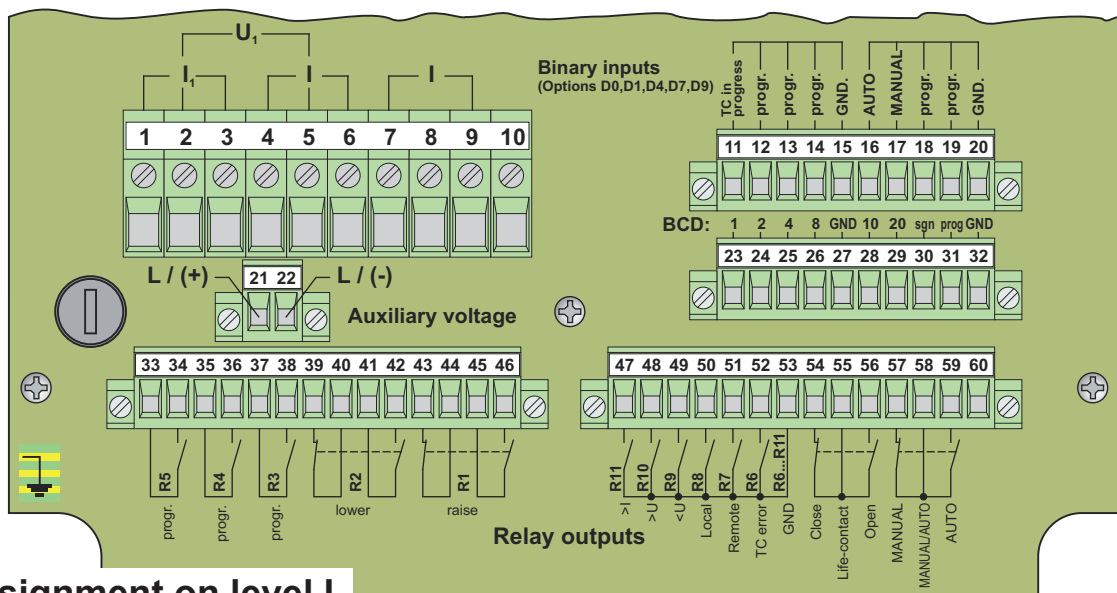 U1
I1 I I
Binary inputs
(Options D0,D1,D4,D7,D9)
TC in progress progr. progr. progr. GND. AUTO MANUAL progr. progr. GND.
1 2 3 4 5 6 7 8 9 10
11 12 13 14 15 16 17 18 19 20
BCD: 1 2 4 8 GND 10 20 sgn prog GND
23 24 25 26 27 28 29 30 31 32
L / (+) 21 22 L / (-)
Auxiliary voltage
33 34 35 36 37 38 39 40 41 42 43 44 45 46
47 48 49 50 51 52 53 54 55 56 57 58 59 60
R5 R4 R3 R2 R1
progr. progr. progr. lower raise
R11 R10 R9 R8 R7 R6 R6...R11
>I >U <U Local Remote TC error GND Close Life-contact Open MANUAL MANUAL/AUTO AUTO
Relay outputs
signment on level I